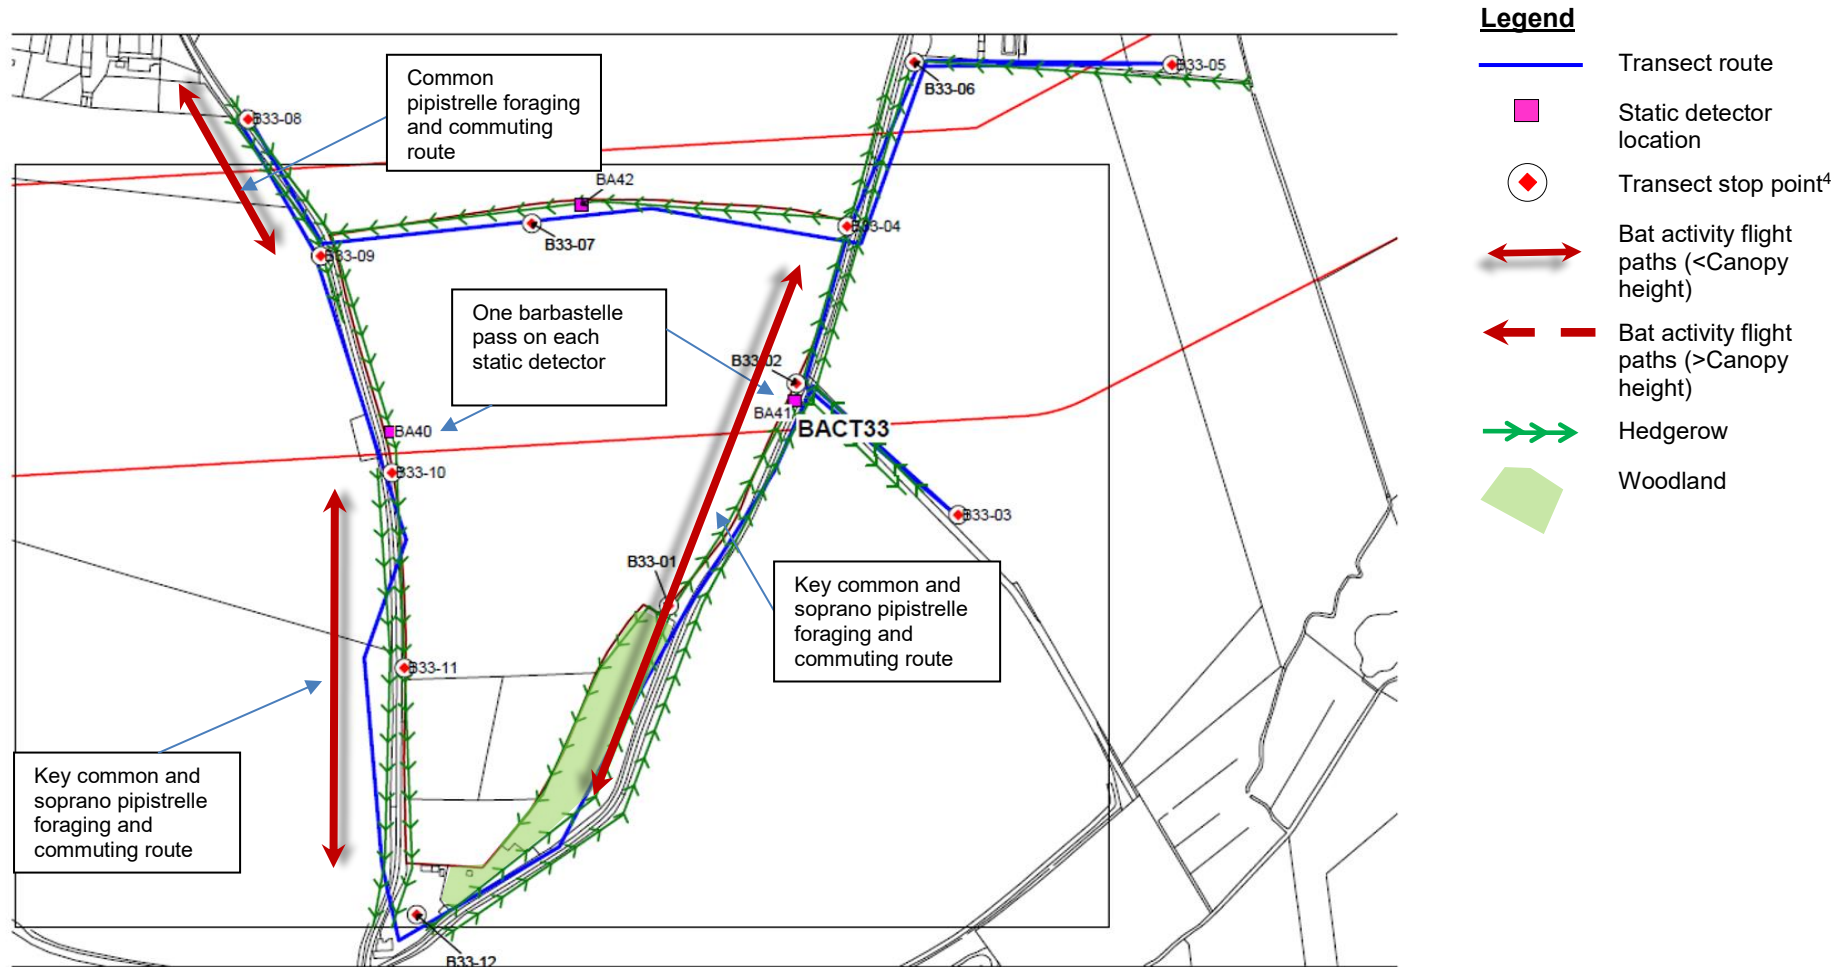 Legend
Transect route
Static detector
location
Transect stop point4
Bat activity flight
paths (<Canopy
height)
Bat activity flight
paths (>Canopy
height)
Hedgerow
Woodland
Common
pipistrelle foraging
and commuting
route
B33-08
B33-06
B33-05
BA42
B33-07
B33-04
B33-09
One barbastelle
pass on each
static detector
B33-02
BA41
BACT33
BA40
B33-10
B33-03
B33-01
Key common and
soprano pipistrelle
foraging and
commuting route
B33-11
Key common and
soprano pipistrelle
foraging and
commuting route
B33-12